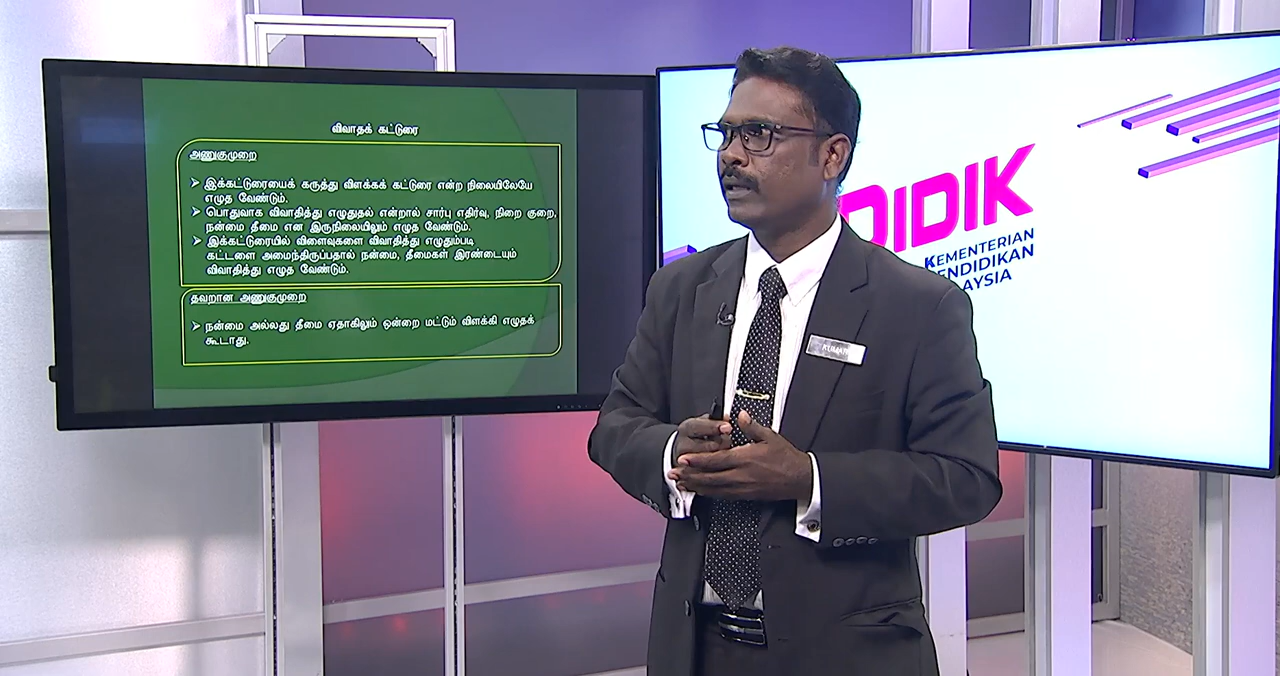 விவாதக் கட்டுரை
அணுகுமுறை
➢ இக்கட்டுரையைக் கருத்து விளக்கக் கட்டுரை என்ற நிலையிலேயே
எழுத வேண்டும்.
➢ பொதுவாக விவாதித்து எழுதுதல் என்றால் சார்பு எதிர்வு, நிறை குறை,
நன்மை தீமை என இருநிலையிலும் எழுத வேண்டும்.
➢ இக்கட்டுரையில் விளைவுகளை விவாதித்து எழுதும்படி
கட்டளை அமைந்திருப்பதால் நன்மை, தீமைகள் இரண்டையும்
விவாதித்து எழுத வேண்டும்.
தவறான அணுகுமுறை
➢ நன்மை அல்லது தீமை ஏதாகிலும் ஒன்றை மட்டும் விளக்கி எழுதக்
கூடாது.
DIDIK
KEMENTERIAN
ENDIDIKAN
AYSIA